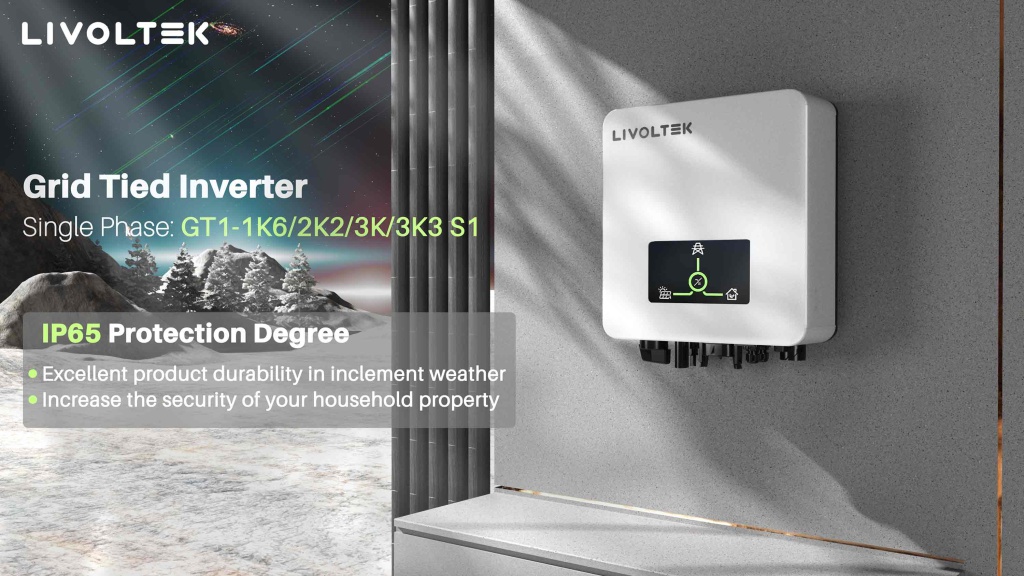 LIVOLTEK
Grid Tied Inverter
Single Phase: GT1-1K6/2K2/3K/3K3 S1
IP65 Protection Degree
Excellent product durability in inclement weather
Increase the security of your household property
LIVOLTEK